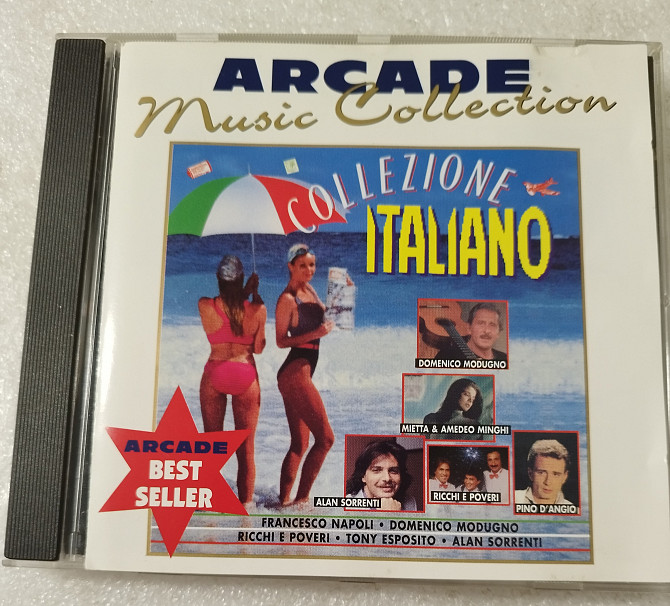 ARCADE
Music Collection
COLLEZIONE
ITALIANO
DOMENICO MODUGNO
MIETTA & AMEDEO MINGHI
ALAN SORRENTI
RICCHI E POVERI
PINO D'ANGIO
ARCADE
BEST
SELLER
FRANCESCO NAPOLI • DOMENICO MODUGNO
RICCHI E POVERI • TONY ESPOSITO • ALAN SORRENTI